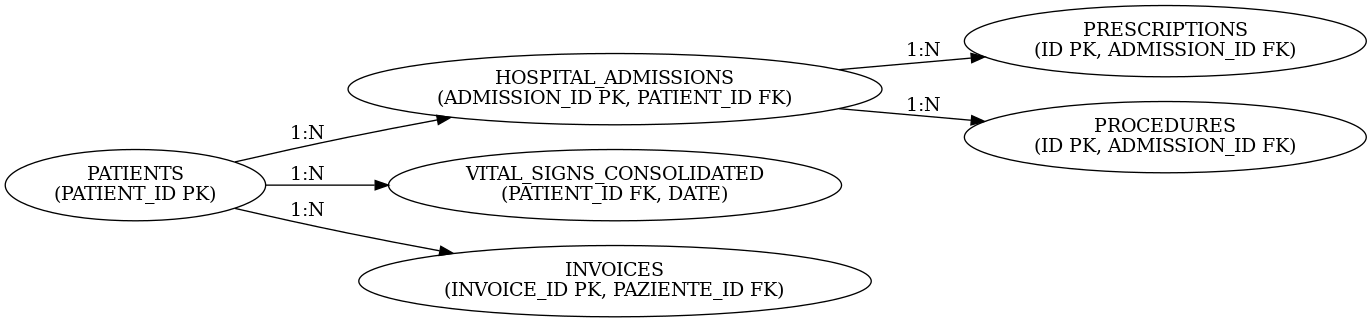 PATIENTS
(PATIENT_ID PK)
1:N
HOSPITAL_ADMISSIONS
(ADMISSION_ID PK, PATIENT_ID FK)
1:N
VITAL_SIGNS_CONSOLIDATED
(PATIENT_ID FK, DATE)
1:N
INVOICES
(INVOICE_ID PK, PAZIENTE_ID FK)
1:N
PRESCRIPTIONS
(ID PK, ADMISSION_ID FK)
1:N
PROCEDURES
(ID PK, ADMISSION_ID FK)